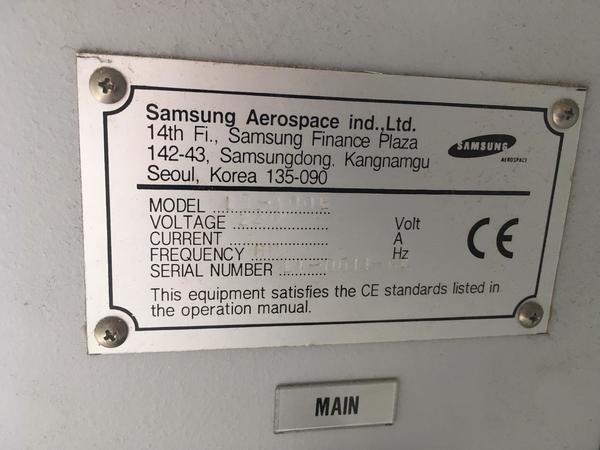 Samsung Aerospace ind.,Ltd.
14th Fi., Samsung Finance Plaza
142-43, Samsungdong, Kangnamgu
Seoul, Korea 135-090
SAMSUNG
AEROSPACE
MODEL
VOLTAGE Volt
CURRENT A
FREQUENCY Hz
SERIAL NUMBER
CE
This equipment satisfies the CE standards listed in
the operation manual.
MAIN